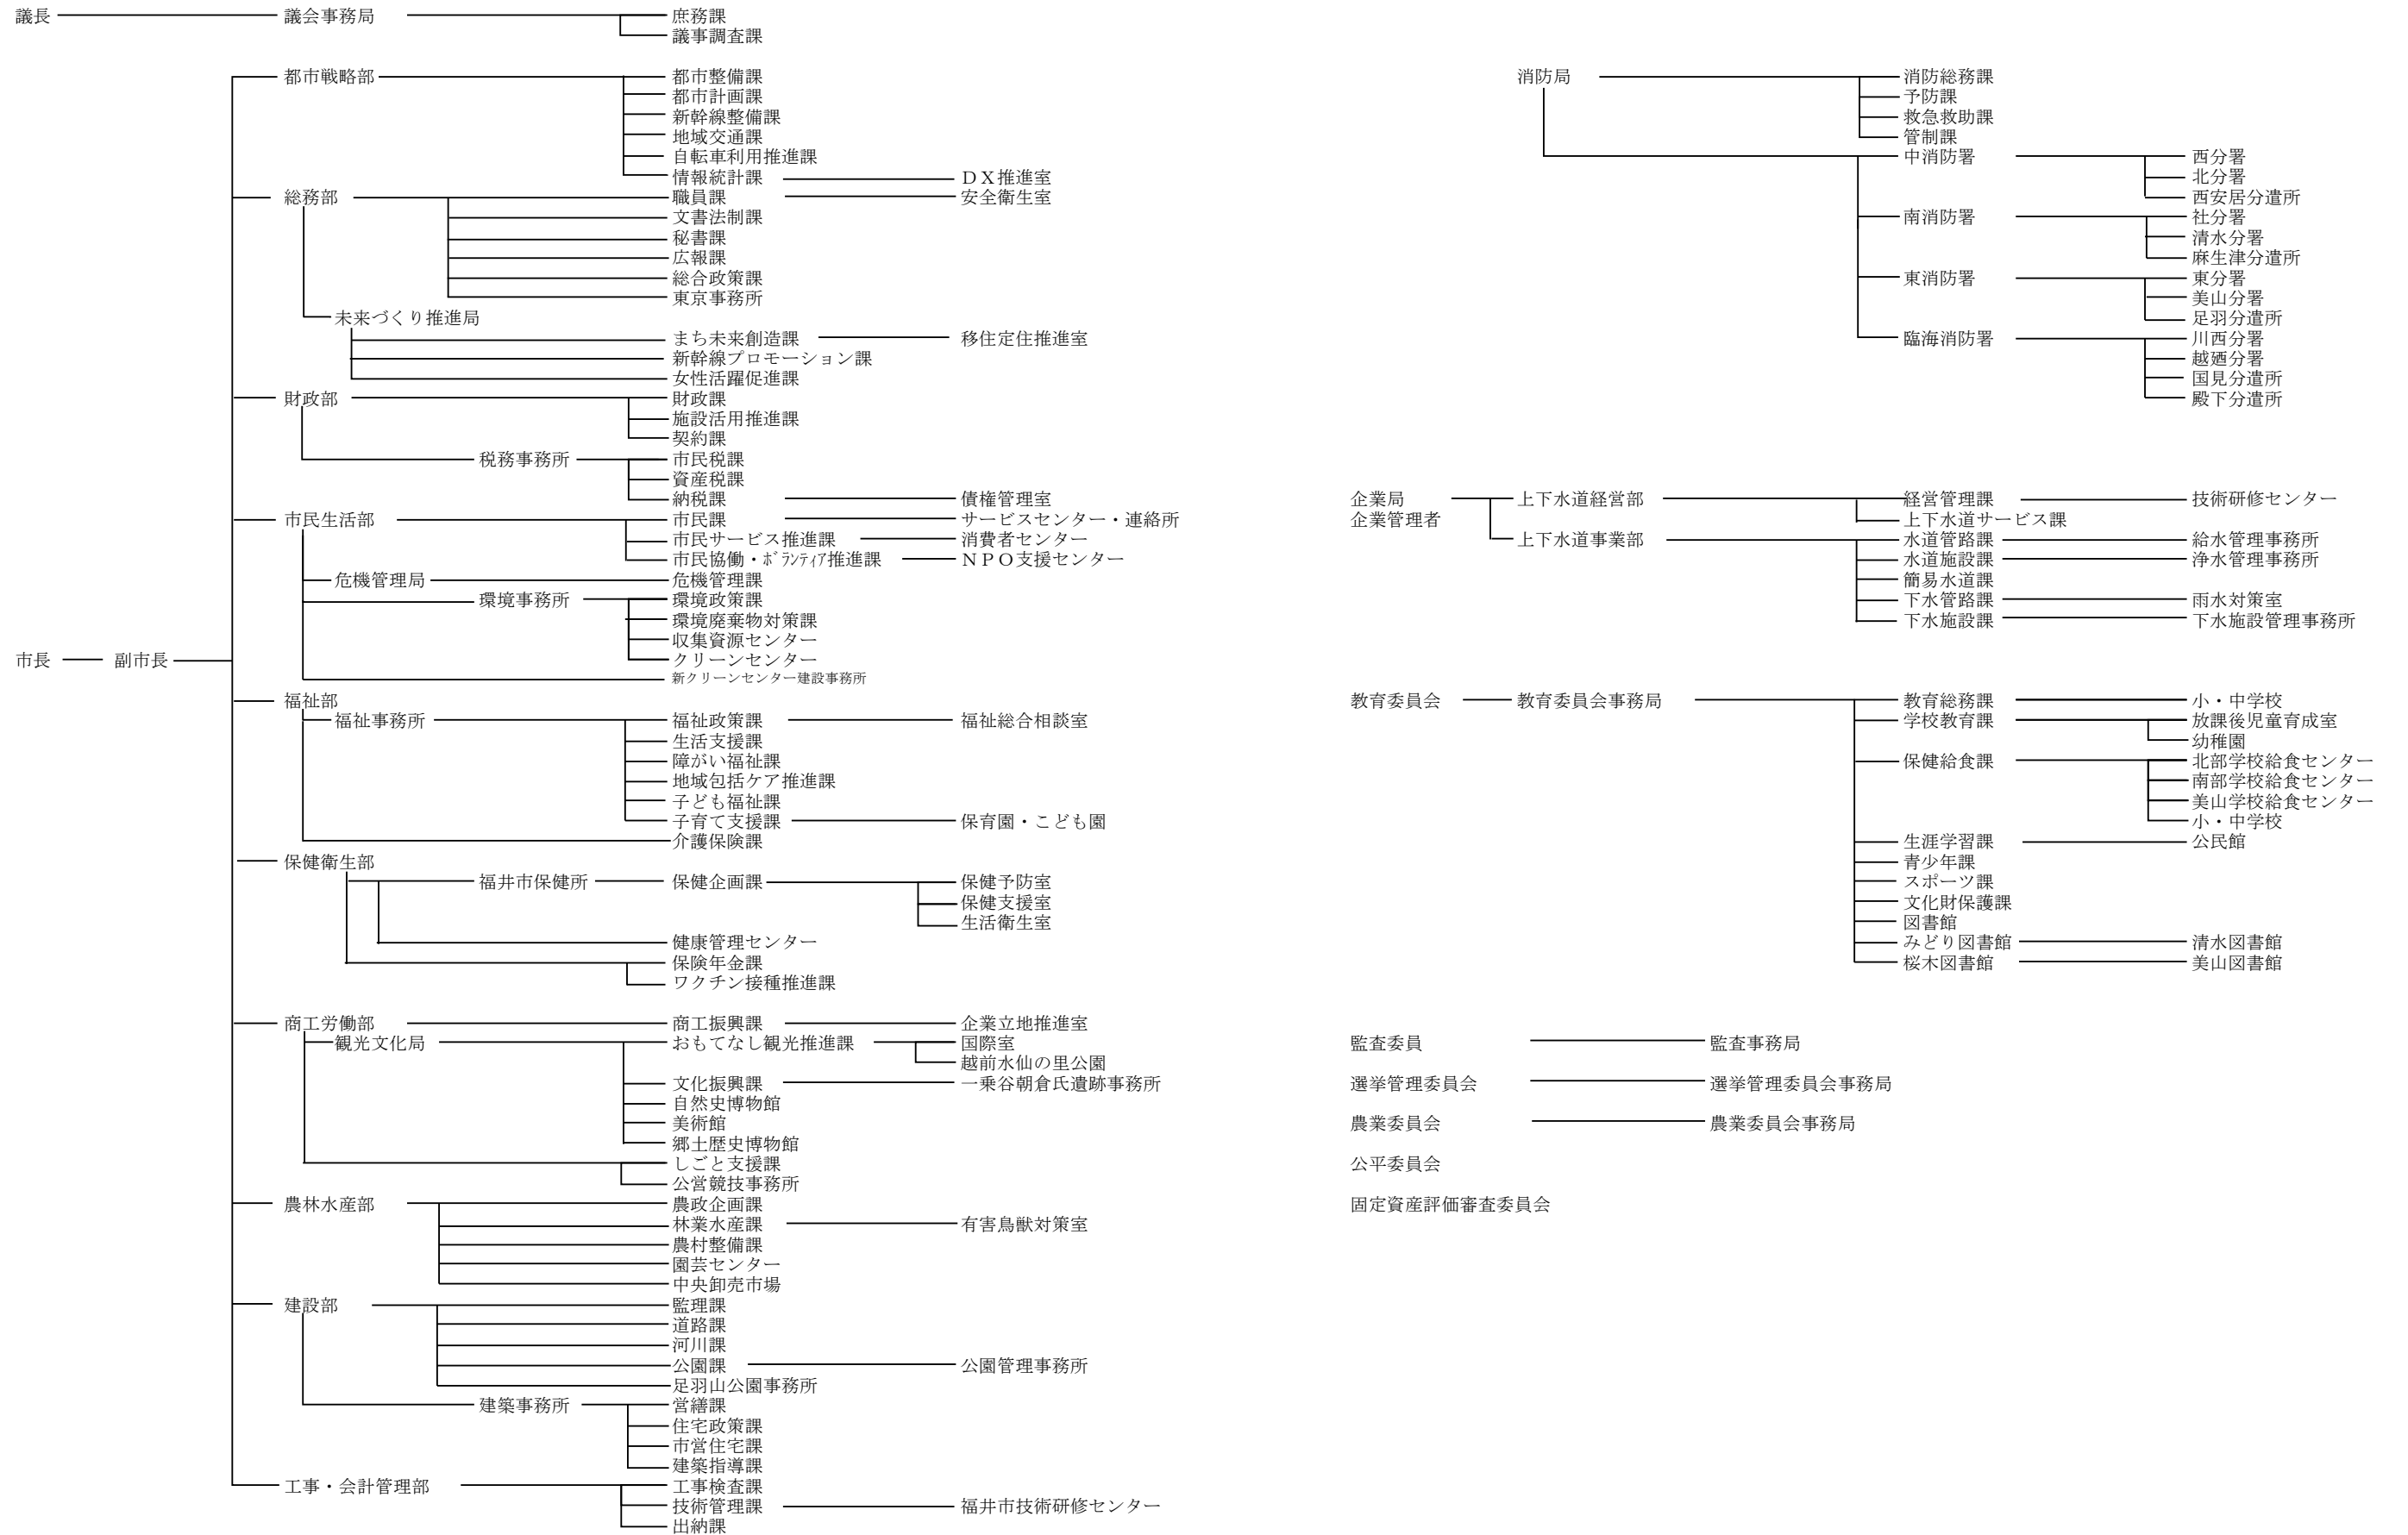 議長 議会事務局 庶務課
議事調査課
都市戦略部 都市整備課
都市計画課
新幹線整備課
地域交通課
自転車利用推進課
情報統計課 ＤＸ推進室
総務部 職員課 安全衛生室
文書法制課
秘書課
広報課
総合政策課
東京事務所
未来づくり推進局
まち未来創造課 移住定住推進室
新幹線プロモーション課
女性活躍促進課
財政部 財政課
施設活用推進課
契約課
税務事務所 市民税課
資産税課
納税課 債権管理室
市民生活部 市民課 サービスセンター・連絡所
市民サービス推進課 消費者センター
市民協働・ﾎﾞﾗﾝﾃｨｱ推進課 ＮＰＯ支援センター
危機管理局 危機管理課
環境事務所 環境政策課
環境廃棄物対策課
収集資源センター
市長 副市長 クリーンセンター
新クリーンセンター建設事務所
福祉部
福祉事務所 福祉政策課 福祉総合相談室
生活支援課
障がい福祉課
地域包括ケア推進課
子ども福祉課
子育て支援課 保育園・こども園
介護保険課
保健衛生部
福井市保健所 保健企画課 保健予防室
保健支援室
生活衛生室
健康管理センター
保険年金課
ワクチン接種推進課
商工労働部 商工振興課 企業立地推進室
観光文化局 おもてなし観光推進課 国際室
越前水仙の里公園
文化振興課 一乗谷朝倉氏遺跡事務所
自然史博物館
美術館
郷土歴史博物館
しごと支援課
公営競技事務所
農林水産部 農政企画課
林業水産課 有害鳥獣対策室
農村整備課
園芸センター
中央卸売市場
建設部 監理課
道路課
河川課
公園課 公園管理事務所
足羽山公園事務所
建築事務所 営繕課
住宅政策課
市営住宅課
建築指導課
工事・会計管理部 工事検査課
技術管理課 福井市技術研修センター
出納課
消防局 消防総務課
予防課
救急救助課
管制課
中消防署 西分署
北分署
西安居分遣所
南消防署 社分署
清水分署
麻生津分遣所
東消防署 東分署
美山分署
足羽分遣所
臨海消防署 川西分署
越廼分署
国見分遣所
殿下分遣所
企業局 上下水道経営部 経営管理課 技術研修センター
企業管理者 上下水道サービス課
上下水道事業部 水道管路課 給水管理事務所
水道施設課 浄水管理事務所
簡易水道課
下水管路課 雨水対策室
下水施設課 下水施設管理事務所
教育委員会 教育委員会事務局 教育総務課 小・中学校
学校教育課 放課後児童育成室
幼稚園
保健給食課 北部学校給食センター
南部学校給食センター
美山学校給食センター
小・中学校
生涯学習課 公民館
青少年課
スポーツ課
文化財保護課
図書館
みどり図書館 清水図書館
桜木図書館 美山図書館
監査委員 監査事務局
選挙管理委員会 選挙管理委員会事務局
農業委員会 農業委員会事務局
公平委員会
固定資産評価審査委員会